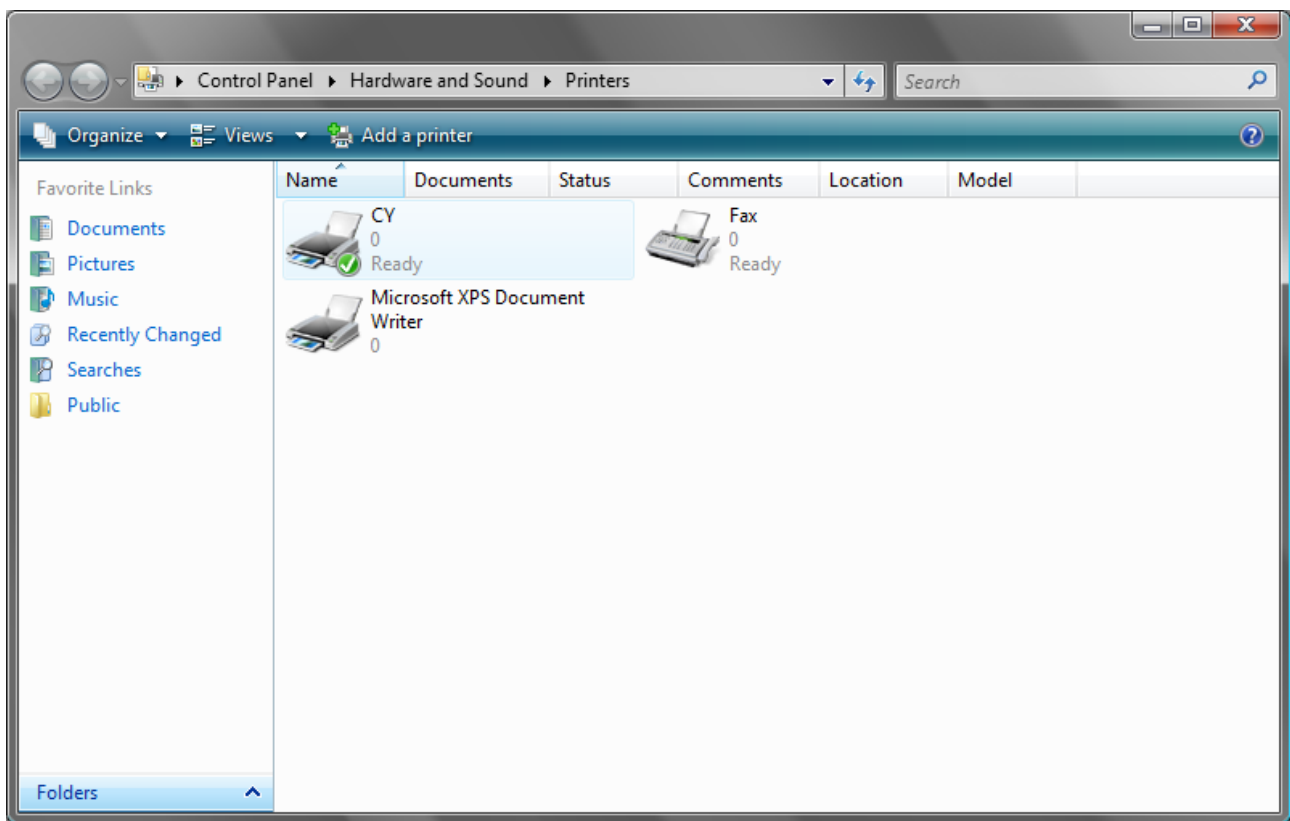 Control Panel Hardware and Sound Printers Search
Organize Views Add a printer
Favorite Links
Documents
Pictures
Music
Recently Changed
Searches
Public
Folders
Name Documents Status Comments Location Model
CY
0
Ready
Fax
0
Ready
Microsoft XPS Document
Writer
0